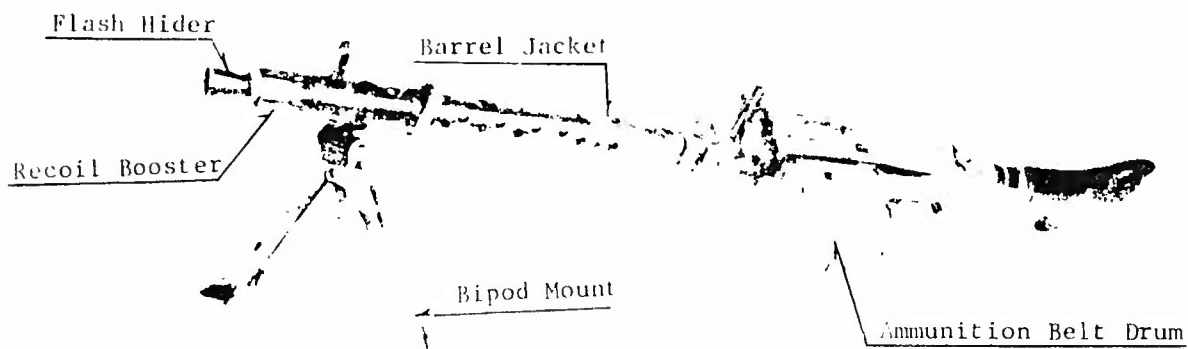 Flash Hider
Barrel Jacket
Recoil Booster
Bipod Mount
Ammunition Belt Drum